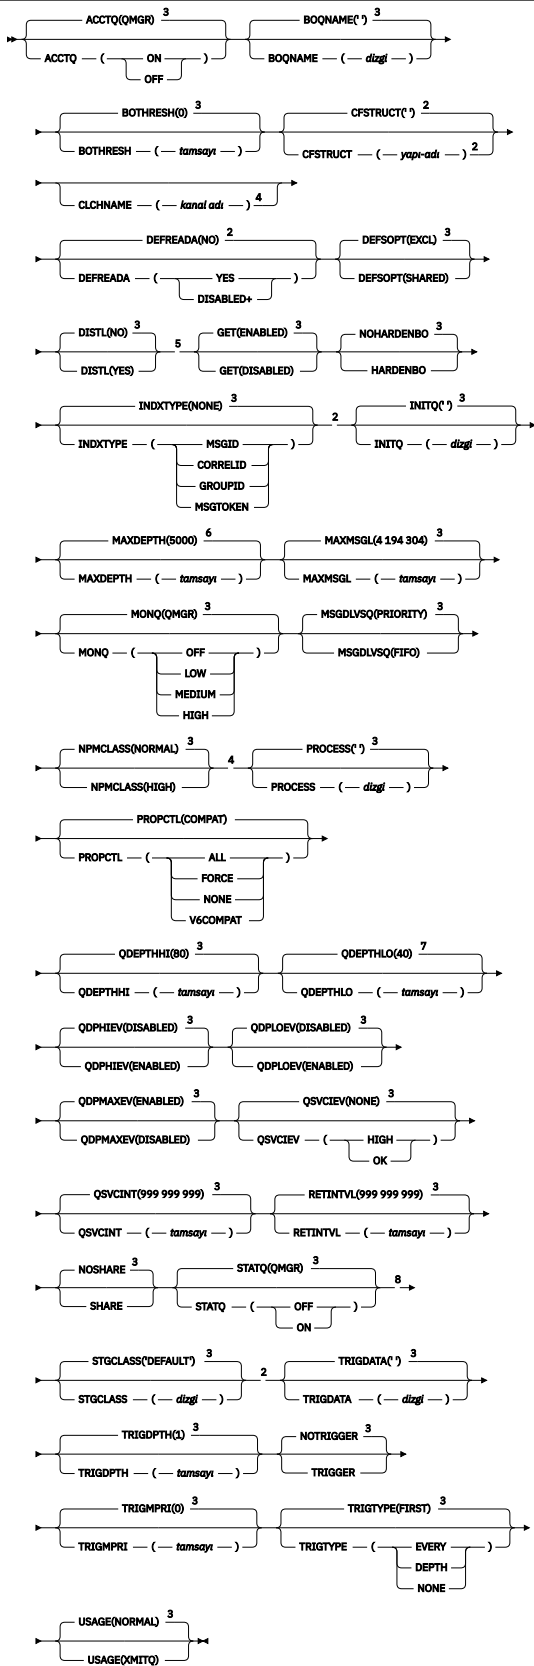 ACCTQ(QMGR) 3 BOQNAME(' ') 3
ACCTQ ( ON ) BOQNAME ( dizgi )
OFF
BOTHRESH(0) 3 CFSTRUCT(' ') 2
BOTHRESH ( tamsayı ) CFSTRUCT ( yapı-adı ) 2
CLCHNAME ( kanal adı ) 4
DEFREADA(NO) 2 DEFSOPT(EXCL) 3
DEFREADA ( YES ) DEFSOPT(SHARED)
DISABLED+
DISTL(NO) 3 5 GET(ENABLED) 3 NOHARDENBO 3
DISTL(YES) GET(DISABLED) HARDENBO
INDXTYPE(NONE) 3 2 INITQ(' ') 3
INDXTYPE ( MSGID ) INITQ ( dizgi )
CORRELID
GROUPID
MSGTOKEN
MAXDEPTH(5000) 6 MAXMSGL(4 194 304) 3
MAXDEPTH ( tamsayı ) MAXMSGL ( tamsayı )
MONQ(QMGR) 3 MSGDLVSQ(PRIORITY) 3
MONQ ( OFF ) MSGDLVSQ(FIFO)
LOW
MEDIUM
HIGH
NPMCLASS(NORMAL) 3 4 PROCESS(' ') 3
NPMCLASS(HIGH) PROCESS ( dizgi )
PROPCTL(COMPAT)
PROPCTL ( ALL )
FORCE
NONE
V6COMPAT
QDEPTHHI(80) 3 QDEPTHLO(40) 7
QDEPTHHI ( tamsayı ) QDEPTHLO ( tamsayı )
QDPHIEV(DISABLED) 3 QDPLOEV(DISABLED) 3
QDPHIEV(ENABLED) QDPLOEV(ENABLED)
QDPMAXEV(ENABLED) 3 QSVCIEV(NONE) 3
QDPMAXEV(DISABLED) QSVCIEV ( HIGH )
OK
QSVCINT(999 999 999) 3 RETINTVL(999 999 999) 3
QSVCINT ( tamsayı ) RETINTVL ( tamsayı )
NOSHARE 3 STATQ(QMGR) 3 8
SHARE STATQ ( OFF )
ON
STGCLASS('DEFAULT') 3 2 TRIGDATA(' ') 3
STGCLASS ( dizgi ) TRIGDATA ( dizgi )
TRIGDPTH(1) 3 NOTRIGGER 3
TRIGDPTH ( tamsayı ) TRIGGER
TRIGMPRI(0) 3 TRIGTYPE(FIRST) 3
TRIGMPRI ( tamsayı ) TRIGTYPE ( EVERY )
DEPTH
NONE
USAGE(NORMAL) 3
USAGE(XMITQ)